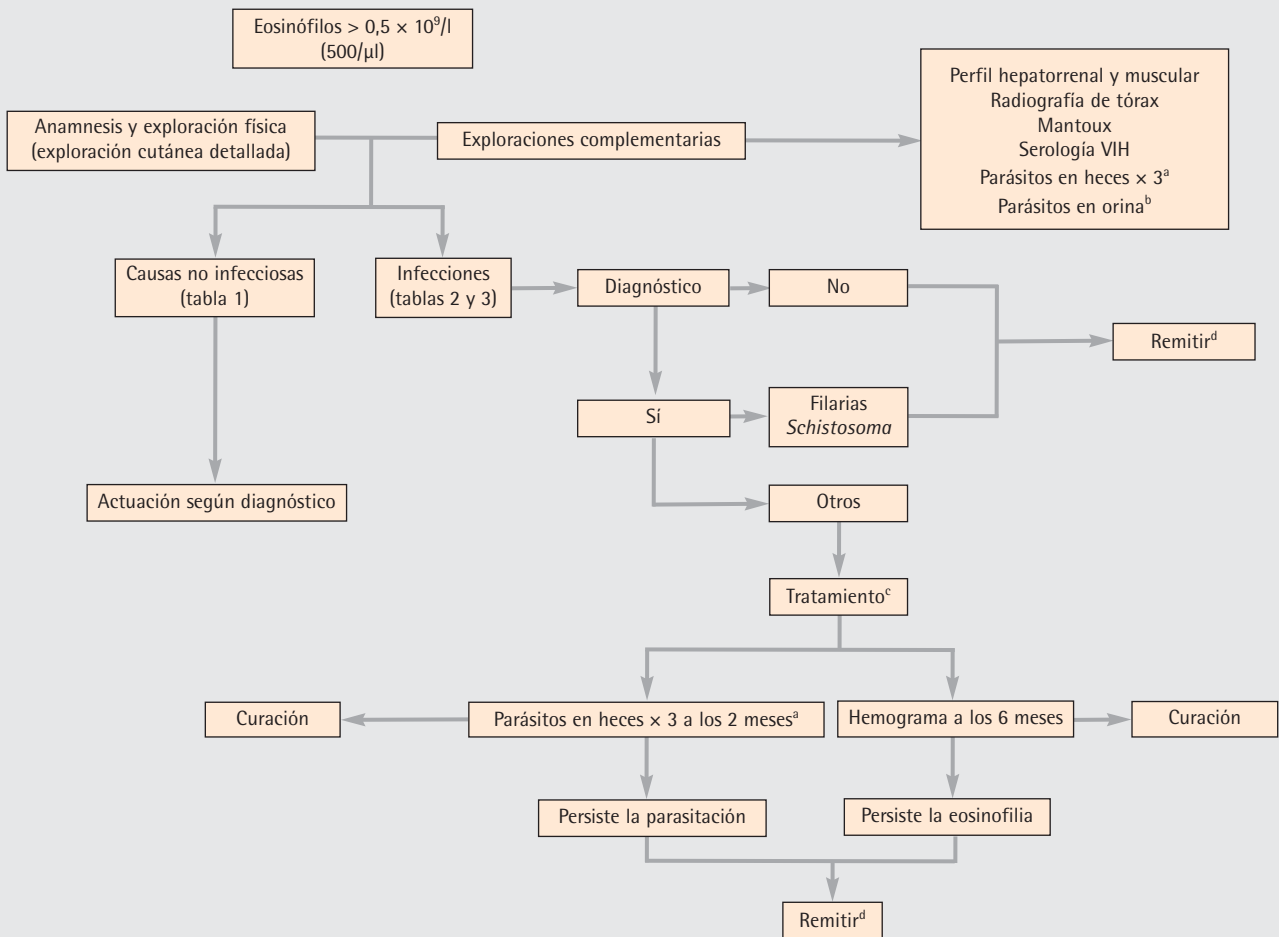 Eosinófilos > 0,5 × 10⁹/l
(500/µl)
Anamnesis y exploración física
(exploración cutánea detallada)
Exploraciones complementarias
Perfil hepatorrenal y muscular
Radiografía de tórax
Mantoux
Serología VIH
Parásitos en heces × 3ᵃ
Parásitos en orinaᵇ
Causas no infecciosas
(tabla 1)
Infecciones
(tablas 2 y 3)
Diagnóstico
No
Remitirᵈ
Sí
Filarias
Schistosoma
Actuación según diagnóstico
Otros
Tratamientoᶜ
Curación
Parásitos en heces × 3 a los 2 mesesᵃ
Hemograma a los 6 meses
Curación
Persiste la parasitación
Persiste la eosinofilia
Remitirᵈ